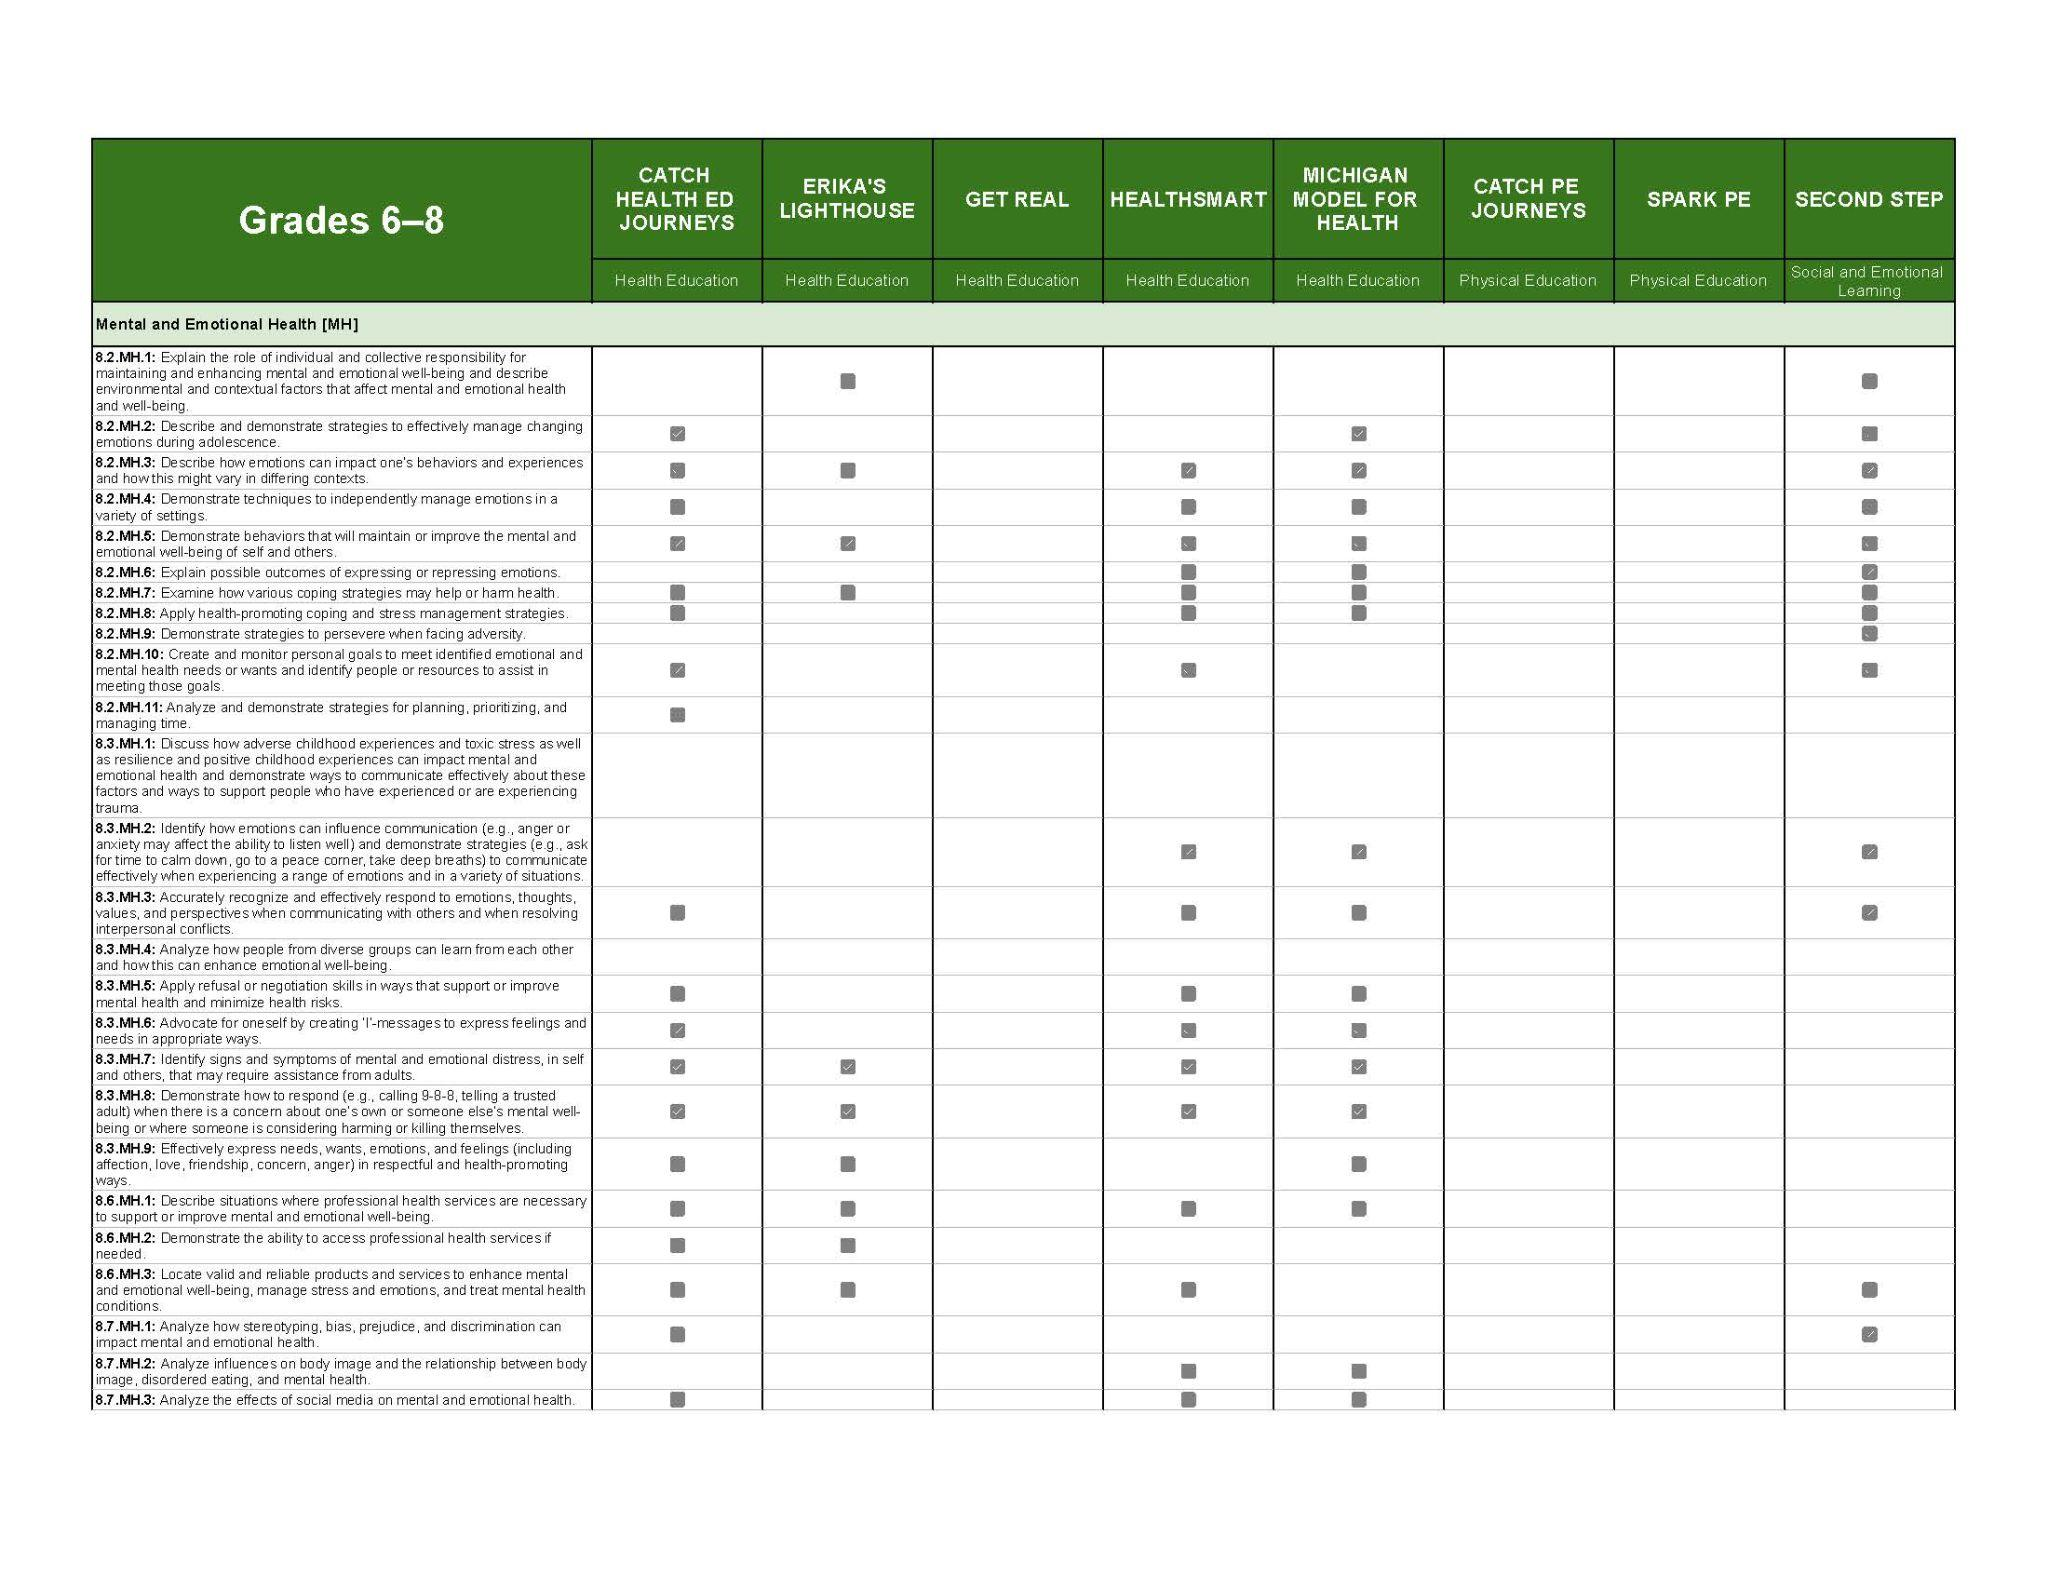 Grades 6–8
CATCH
HEALTH ED
JOURNEYS
ERIKA'S
LIGHTHOUSE
GET REAL
HEALTHSMART
MICHIGAN
MODEL FOR
HEALTH
CATCH PE
JOURNEYS
SPARK PE
SECOND STEP
Health Education
Health Education
Health Education
Health Education
Health Education
Physical Education
Physical Education
Social and Emotional
Learning
Mental and Emotional Health [MH]
8.2.MH.1: Explain the role of individual and collective responsibility for
maintaining and enhancing mental and emotional well-being and describe
environmental and contextual factors that affect mental and emotional health
and well-being.
8.2.MH.2: Describe and demonstrate strategies to effectively manage changing
emotions during adolescence.
8.2.MH.3: Describe how emotions can impact one's behaviors and experiences
and how this might vary in differing contexts.
8.2.MH.4: Demonstrate techniques to independently manage emotions in a
variety of settings.
8.2.MH.5: Demonstrate behaviors that will maintain or improve the mental and
emotional well-being of self and others.
8.2.MH.6: Explain possible outcomes of expressing or repressing emotions.
8.2.MH.7: Examine how various coping strategies may help or harm health.
8.2.MH.8: Apply health-promoting coping and stress management strategies.
8.2.MH.9: Demonstrate strategies to persevere when facing adversity.
8.2.MH.10: Create and monitor personal goals to meet identified emotional and
mental health needs or wants and identify people or resources to assist in
meeting those goals.
8.2.MH.11: Analyze and demonstrate strategies for planning, prioritizing, and
managing time.
8.3.MH.1: Discuss how adverse childhood experiences and toxic stress as well
as resilience and positive childhood experiences can impact mental and
emotional health and demonstrate ways to communicate effectively about these
factors and ways to support people who have experienced or are experiencing
trauma.
8.3.MH.2: Identify how emotions can influence communication (e.g., anger or
anxiety may affect the ability to listen well) and demonstrate strategies (e.g., ask
for time to calm down, go to a peace corner, take deep breaths) to communicate
effectively when experiencing a range of emotions and in a variety of situations.
8.3.MH.3: Accurately recognize and effectively respond to emotions, thoughts,
values, and perspectives when communicating with others and when resolving
interpersonal conflicts.
8.3.MH.4: Analyze how people from diverse groups can learn from each other
and how this can enhance emotional well-being.
8.3.MH.5: Apply refusal or negotiation skills in ways that support or improve
mental health and minimize health risks.
8.3.MH.6: Advocate for oneself by creating 'I'-messages to express feelings and
needs in appropriate ways.
8.3.MH.7: Identify signs and symptoms of mental and emotional distress, in self
and others, that may require assistance from adults.
8.3.MH.8: Demonstrate how to respond (e.g., calling 9-8-8, telling a trusted
adult) when there is a concern about one's own or someone else's mental well-
being or where someone is considering harming or killing themselves.
8.3.MH.9: Effectively express needs, wants, emotions, and feelings (including
affection, love, friendship, concern, anger) in respectful and health-promoting
ways.
8.6.MH.1: Describe situations where professional health services are necessary
to support or improve mental and emotional well-being.
8.6.MH.2: Demonstrate the ability to access professional health services if
needed.
8.6.MH.3: Locate valid and reliable products and services to enhance mental
and emotional well-being, manage stress and emotions, and treat mental health
conditions.
8.7.MH.1: Analyze how stereotyping, bias, prejudice, and discrimination can
impact mental and emotional health.
8.7.MH.2: Analyze influences on body image and the relationship between body
image, disordered eating, and mental health.
8.7.MH.3: Analyze the effects of social media on mental and emotional health.